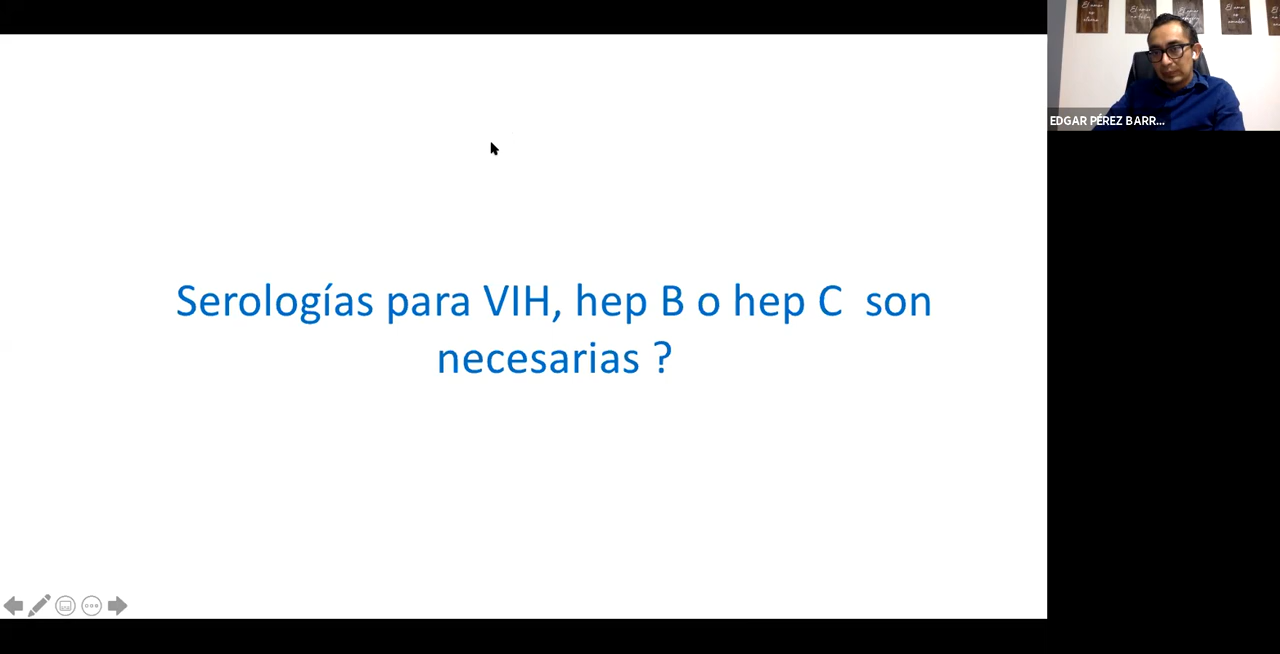 Serologías para VIH, hep B o hep C son
necesarias ?
EDGAR PÉREZ BARR...